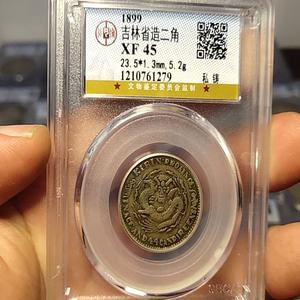 1899
吉林省造二角
XF 45
23.5*1.3mm,5.2g
1210761279
私铸
★ 文物鉴定委员会监制 ★
KIRIN PROVINCE